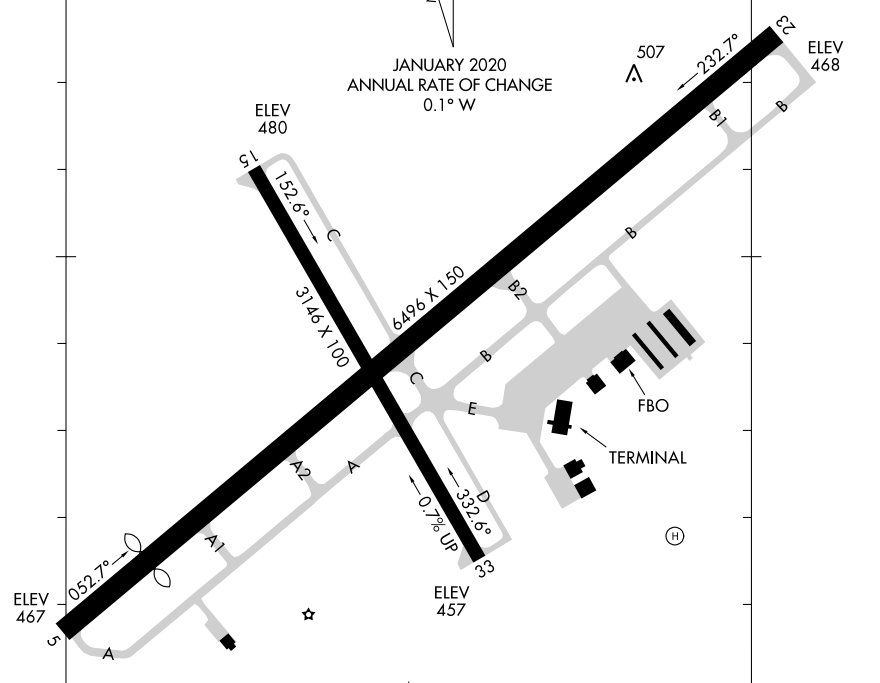 JANUARY 2020
ANNUAL RATE OF CHANGE
0.1° W
507
23
ELEV
468
232.7°
B
B1
ELEV
480
15
152.6°
C
B
3146 X 100
6496 X 150
B2
B
C
E
FBO
TERMINAL
A2
A
D
332.6°
0.7% UP
A1
H
052.7°
33
ELEV
457
ELEV
467
5
A